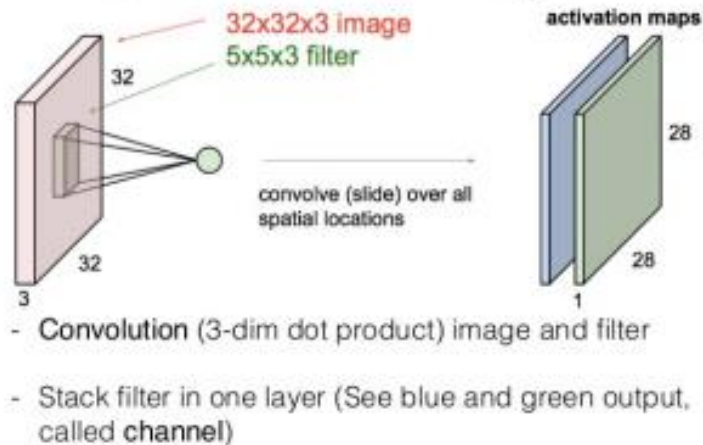 32x32x3 image
5x5x3 filter
activation maps
32
28
convolve (slide) over all
spatial locations
32
28
3
1
- Convolution (3-dim dot product) image and filter
- Stack filter in one layer (See blue and green output,
called channel)